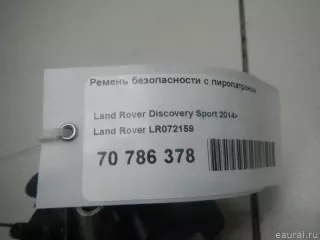 Ремень безопасности с пиропатроном
Land Rover Discovery Sport 2014>
Land Rover LR072159
70 786 378
eaural.ru